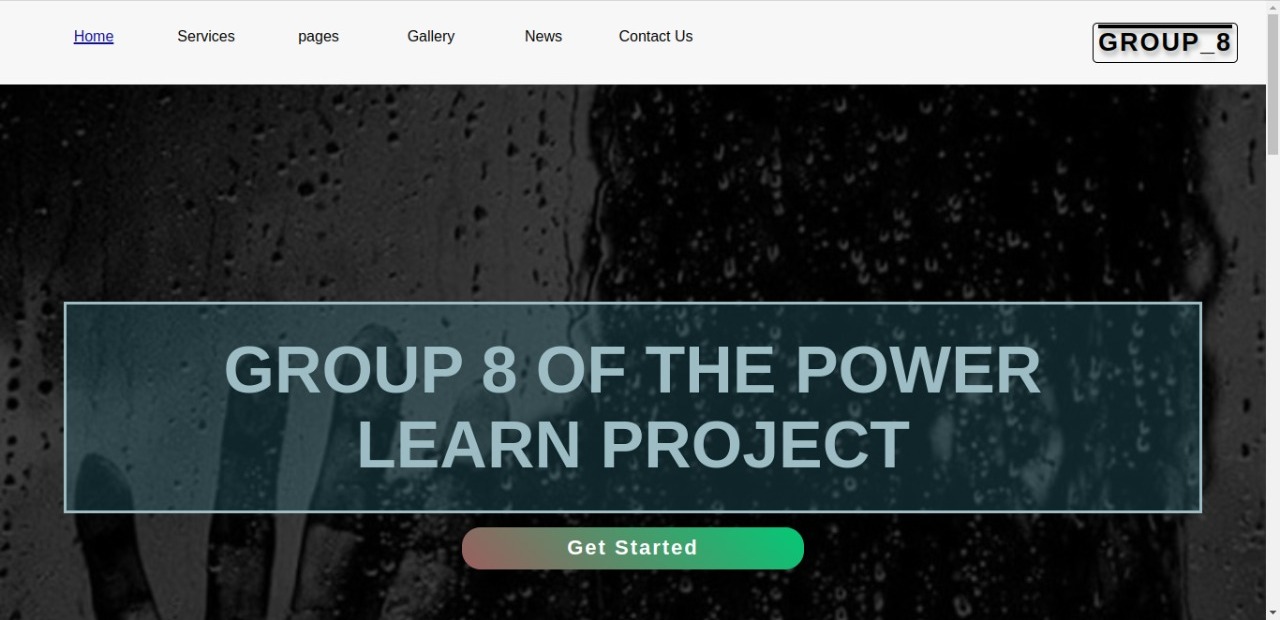 Home Services pages Gallery News Contact Us GROUP_8
GROUP 8 OF THE POWER
LEARN PROJECT
Get Started